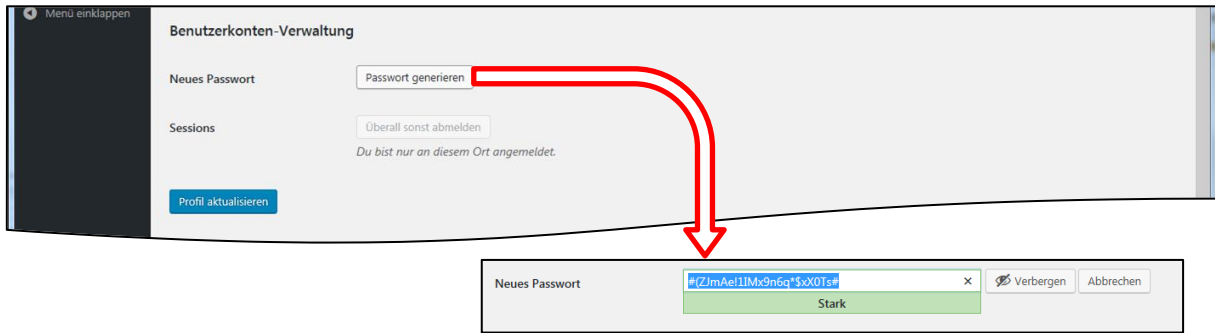 Menü einklappen
Benutzerkonten-Verwaltung
Neues Passwort Passwort generieren
Sessions Überall sonst abmelden
Du bist nur an diesem Ort angemeldet.
Profil aktualisieren
Neues Passwort #(ZJmAe!1IMx9n6q*$xX0Ts# × Verbergen Abbrechen
Stark